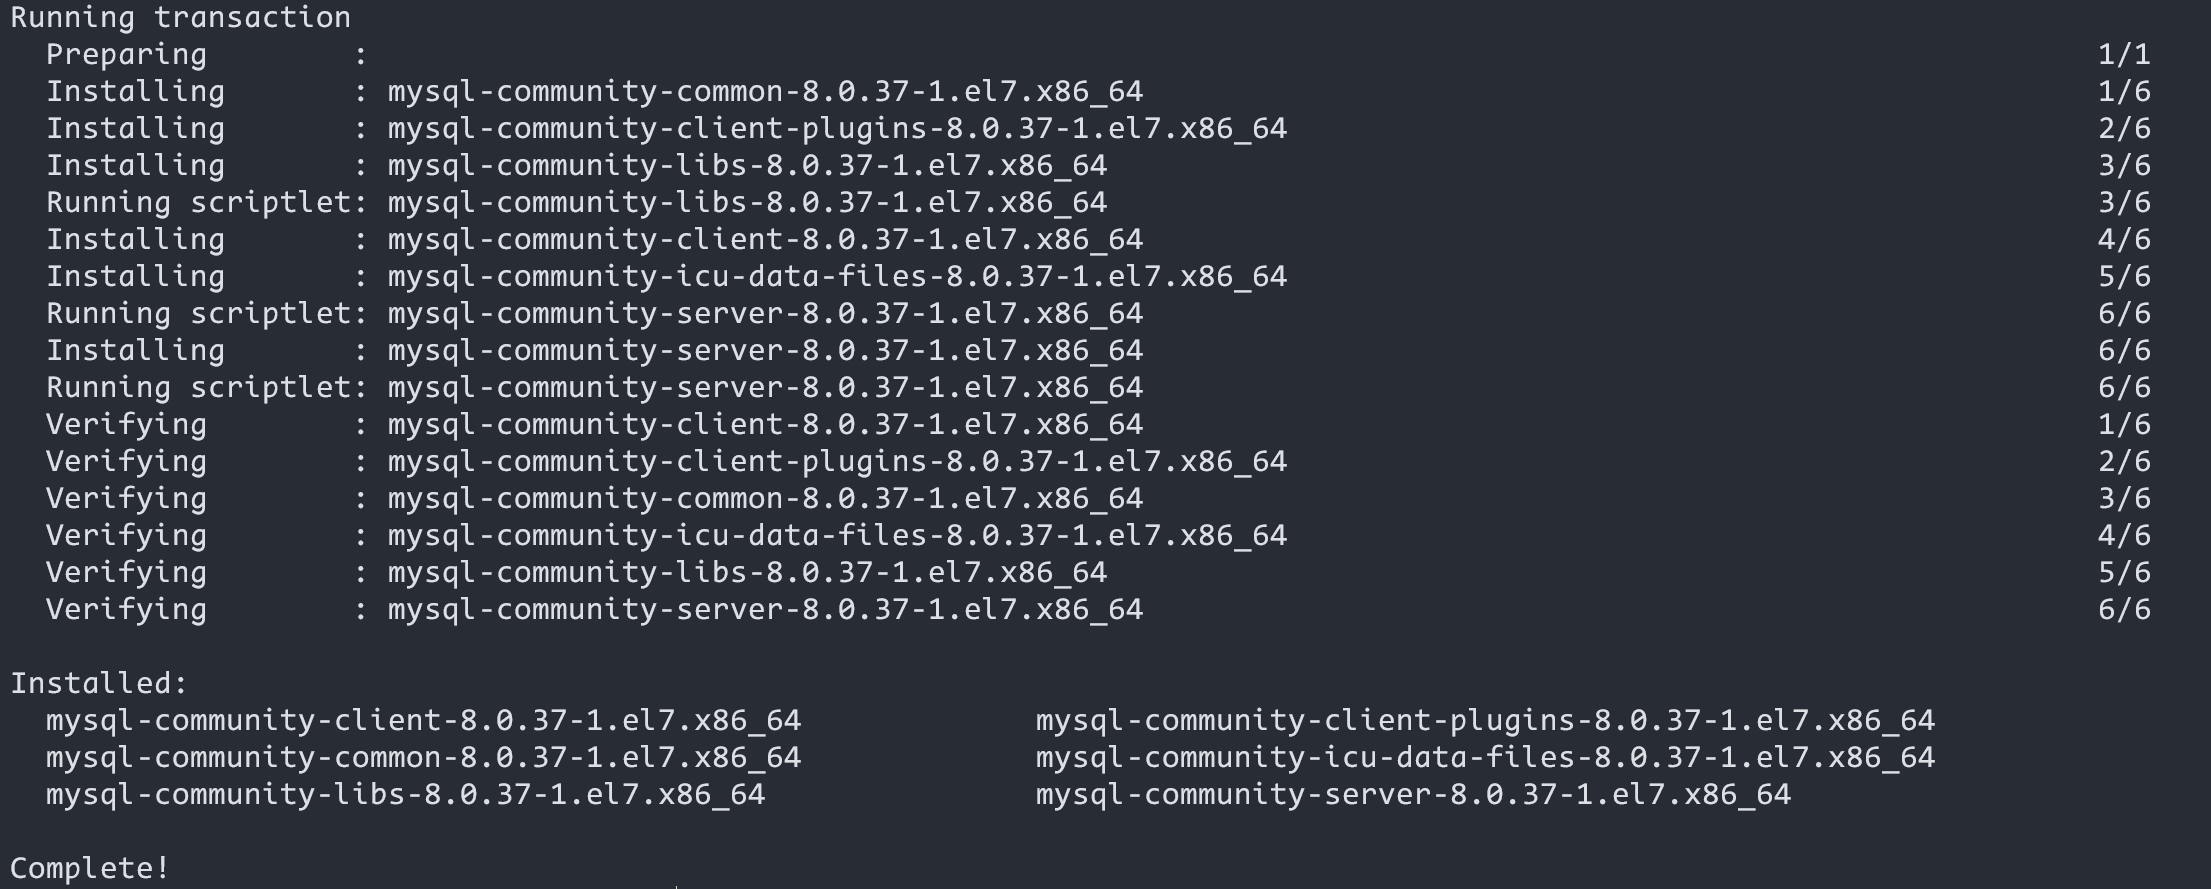 Running transaction
  Preparing        :                                                                                                1/1
  Installing       : mysql-community-common-8.0.37-1.el7.x86_64                                                     1/6
  Installing       : mysql-community-client-plugins-8.0.37-1.el7.x86_64                                             2/6
  Installing       : mysql-community-libs-8.0.37-1.el7.x86_64                                                       3/6
  Running scriptlet: mysql-community-libs-8.0.37-1.el7.x86_64                                                       3/6
  Installing       : mysql-community-client-8.0.37-1.el7.x86_64                                                     4/6
  Installing       : mysql-community-icu-data-files-8.0.37-1.el7.x86_64                                             5/6
  Running scriptlet: mysql-community-server-8.0.37-1.el7.x86_64                                                     6/6
  Installing       : mysql-community-server-8.0.37-1.el7.x86_64                                                     6/6
  Running scriptlet: mysql-community-server-8.0.37-1.el7.x86_64                                                     6/6
  Verifying        : mysql-community-client-8.0.37-1.el7.x86_64                                                     1/6
  Verifying        : mysql-community-client-plugins-8.0.37-1.el7.x86_64                                             2/6
  Verifying        : mysql-community-common-8.0.37-1.el7.x86_64                                                     3/6
  Verifying        : mysql-community-icu-data-files-8.0.37-1.el7.x86_64                                             4/6
  Verifying        : mysql-community-libs-8.0.37-1.el7.x86_64                                                       5/6
  Verifying        : mysql-community-server-8.0.37-1.el7.x86_64                                                     6/6

Installed:
  mysql-community-client-8.0.37-1.el7.x86_64             mysql-community-client-plugins-8.0.37-1.el7.x86_64
  mysql-community-common-8.0.37-1.el7.x86_64             mysql-community-icu-data-files-8.0.37-1.el7.x86_64
  mysql-community-libs-8.0.37-1.el7.x86_64               mysql-community-server-8.0.37-1.el7.x86_64

Complete!